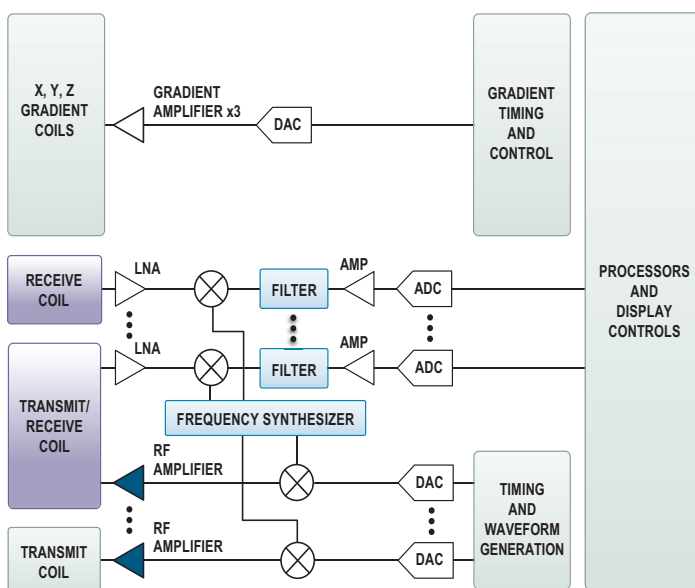 X, Y, Z
GRADIENT
COILS
GRADIENT
AMPLIFIER x3
DAC
GRADIENT
TIMING
AND
CONTROL
PROCESSORS
AND
DISPLAY
CONTROLS
RECEIVE
COIL
LNA
FILTER
AMP
ADC
TRANSMIT/
RECEIVE
COIL
LNA
FILTER
AMP
ADC
FREQUENCY SYNTHESIZER
RF
AMPLIFIER
DAC
TIMING
AND
WAVEFORM
GENERATION
TRANSMIT
COIL
RF
AMPLIFIER
DAC